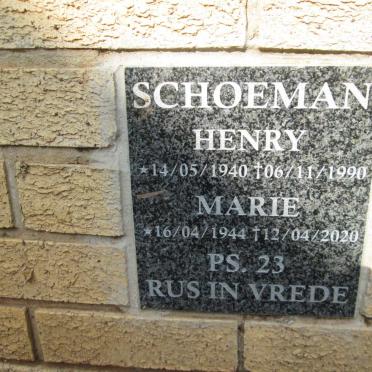 SCHOEMAN
HENRY
★14/05/1940 †06/11/1990
MARIE
★16/04/1944 †12/04/2020
PS. 23
RUS IN VREDE